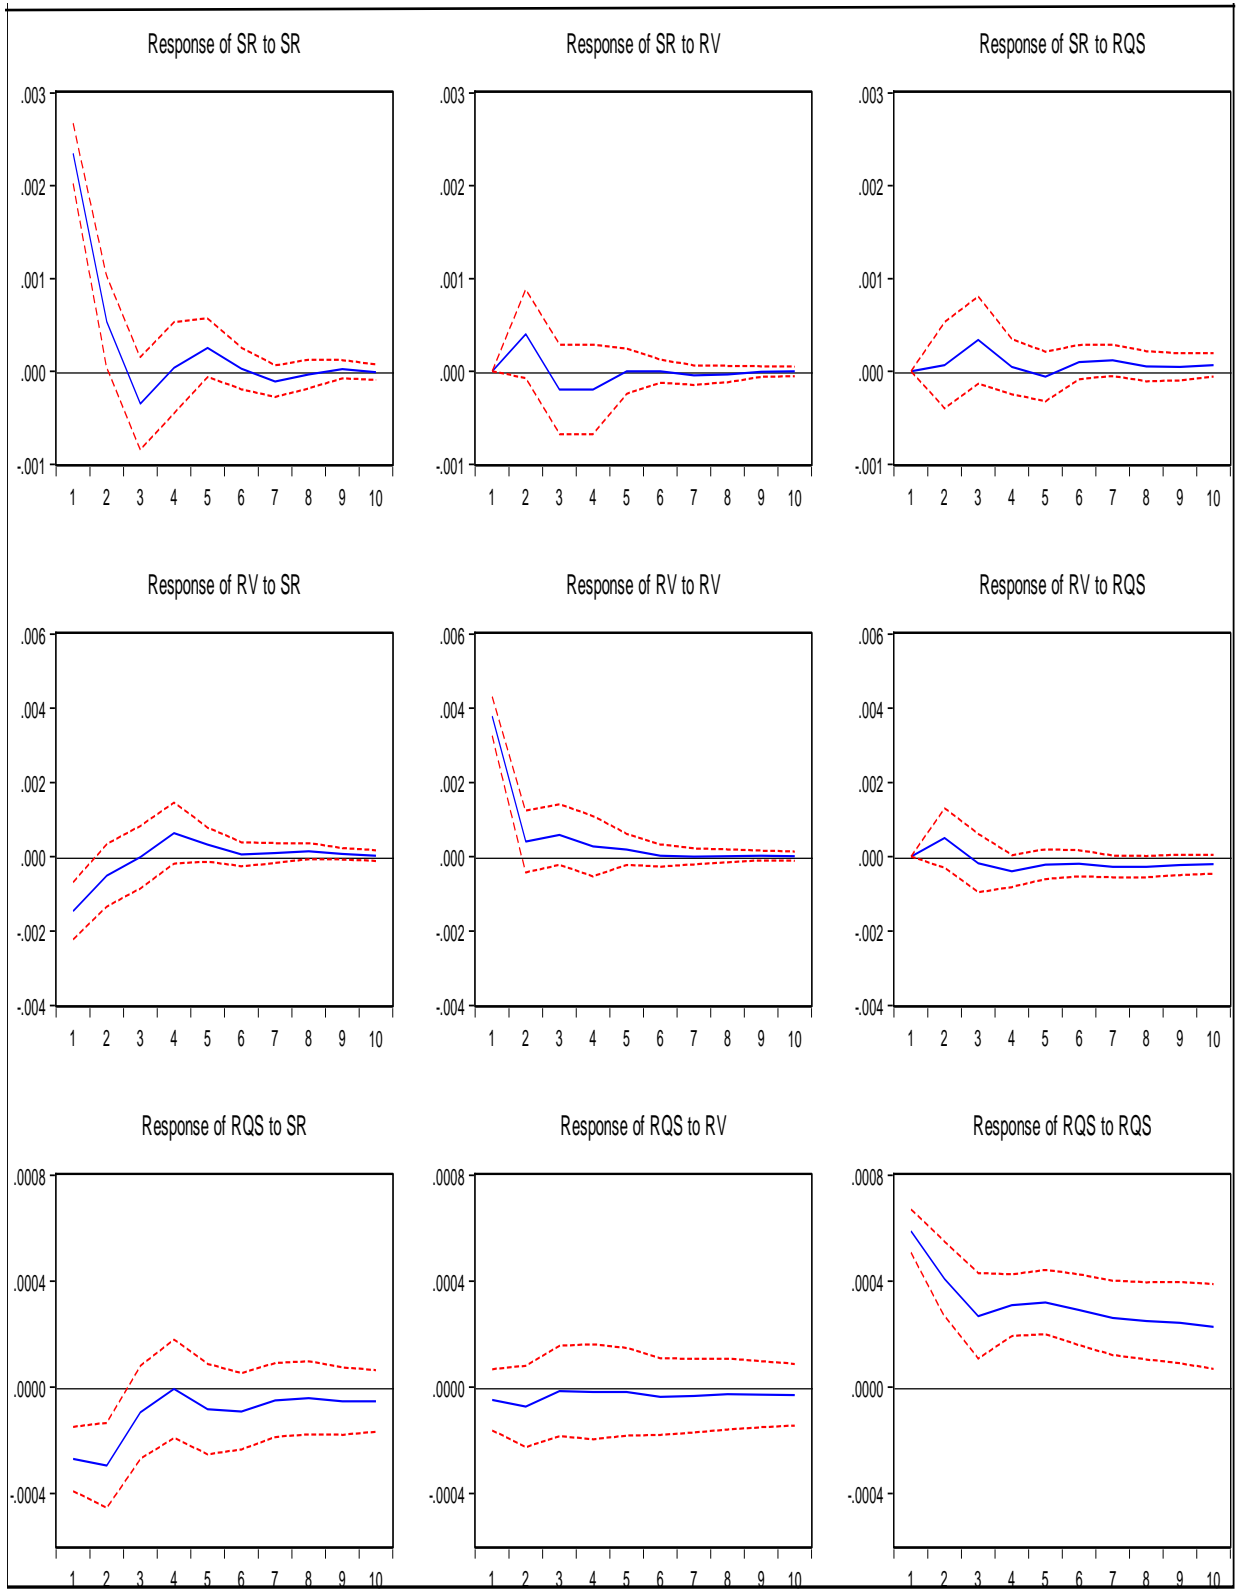 Response of SR to SR
Response of SR to RV
Response of SR to RQS
.003
.002
.001
.000
-.001
1 2 3 4 5 6 7 8 9 10
.003
.002
.001
.000
-.001
1 2 3 4 5 6 7 8 9 10
.003
.002
.001
.000
-.001
1 2 3 4 5 6 7 8 9 10
Response of RV to SR
Response of RV to RV
Response of RV to RQS
.006
.004
.002
.000
-.002
-.004
1 2 3 4 5 6 7 8 9 10
.006
.004
.002
.000
-.002
-.004
1 2 3 4 5 6 7 8 9 10
.006
.004
.002
.000
-.002
-.004
1 2 3 4 5 6 7 8 9 10
Response of RQS to SR
Response of RQS to RV
Response of RQS to RQS
.0008
.0004
.0000
-.0004
1 2 3 4 5 6 7 8 9 10
.0008
.0004
.0000
-.0004
1 2 3 4 5 6 7 8 9 10
.0008
.0004
.0000
-.0004
1 2 3 4 5 6 7 8 9 10